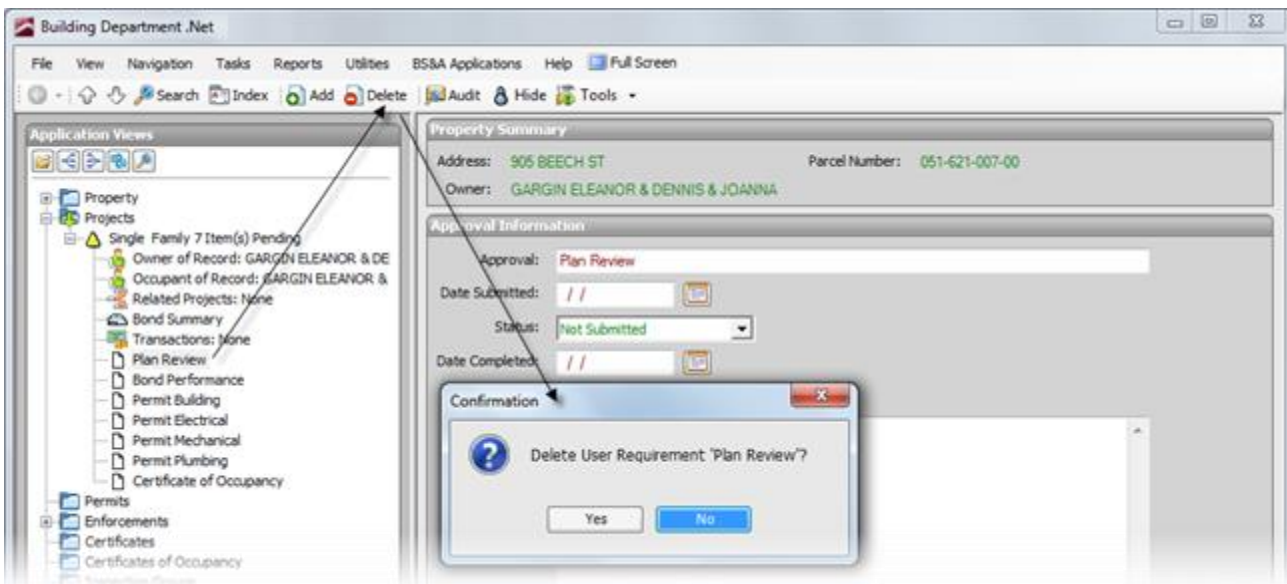 Building Department .Net
File View Navigation Tasks Reports Utilities BS&A Applications Help Full Screen
Search Index Add Delete Audit Hide Tools
Application Views
Property
Projects
Single Family 7 Item(s) Pending
Owner of Record: GARGIN ELEANOR & DE
Occupant of Record: GARGIN ELEANOR &
Related Projects: None
Bond Summary
Transactions: None
Plan Review
Bond Performance
Permit Building
Permit Electrical
Permit Mechanical
Permit Plumbing
Certificate of Occupancy
Permits
Enforcements
Certificates
Certificates of Occupancy
Property Summary
Address: 905 BEECH ST Parcel Number: 051-621-007-00
Owner: GARGIN ELEANOR & DENNIS & JOANNA
Approval Information
Approval: Plan Review
Date Submitted: / /
Status: Not Submitted
Date Completed: / /
Confirmation
Delete User Requirement 'Plan Review'?
Yes No